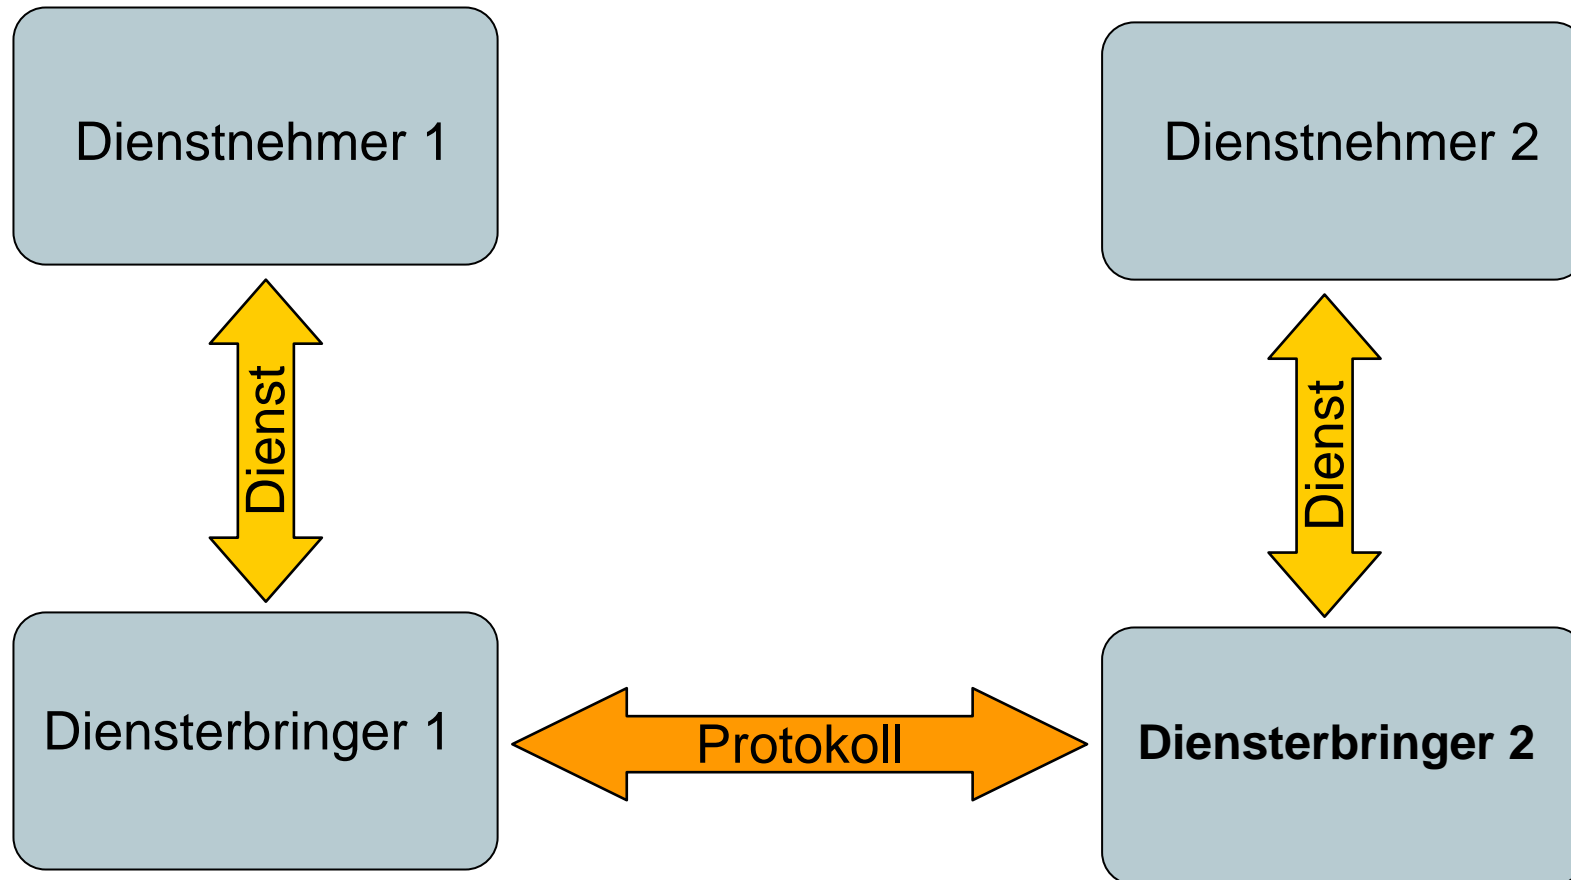 Dienstnehmer 1
Dienstnehmer 2
Dienst
Dienst
Diensterbringer 1
Protokoll
Diensterbringer 2